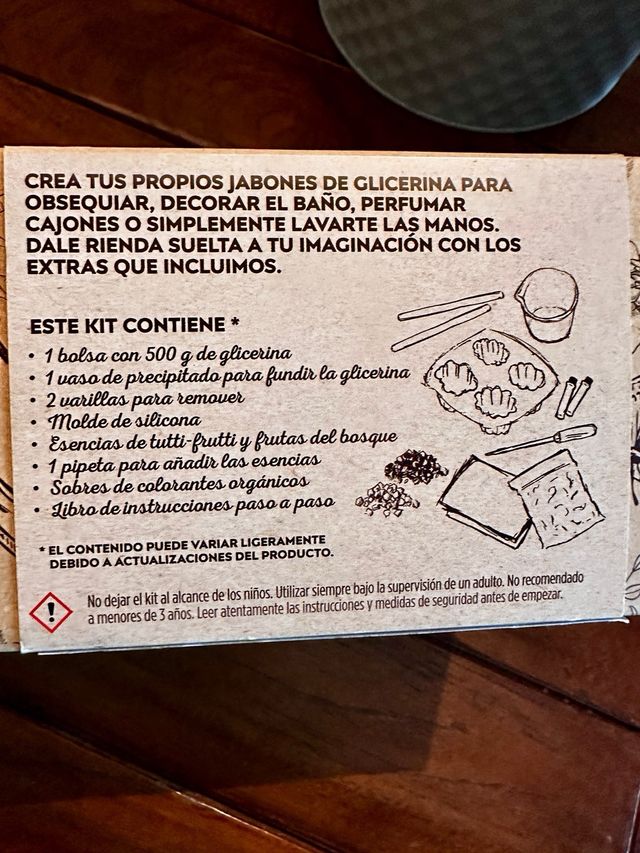 CREA TUS PROPIOS JABONES DE GLICERINA PARA
OBSEQUIAR, DECORAR EL BAÑO, PERFUMAR
CAJONES O SIMPLEMENTE LAVARTE LAS MANOS.
DALE RIENDA SUELTA A TU IMAGINACIÓN CON LOS
EXTRAS QUE INCLUIMOS.
ESTE KIT CONTIENE *
• 1 bolsa con 500 g de glicerina
• 1 vaso de precipitado para fundir la glicerina
• 2 varillas para remover
• Molde de silicona
• Esencias de tutti-frutti y frutas del bosque
• 1 pipeta para añadir las esencias
• Sobres de colorantes orgánicos
• Libro de instrucciones paso a paso
* EL CONTENIDO PUEDE VARIAR LIGERAMENTE
DEBIDO A ACTUALIZACIONES DEL PRODUCTO.
No dejar el kit al alcance de los niños. Utilizar siempre bajo la supervisión de un adulto. No recomendado
a menores de 3 años. Leer atentamente las instrucciones y medidas de seguridad antes de empezar.